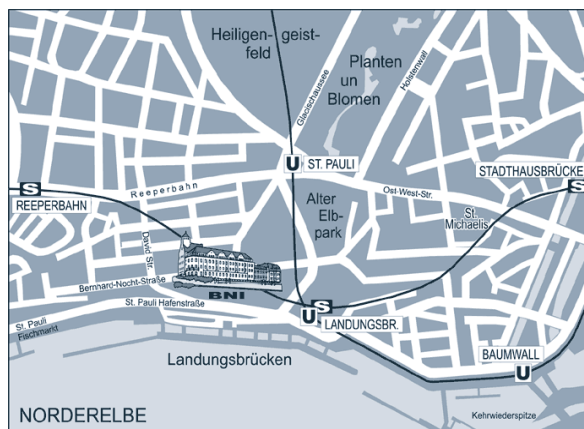 Heiligen- geist-
feld
Planten
un
Blomen
Glacischaussee
Holstenwall
U ST. PAULI
STADTHAUSBRÜCKE
S
S
REEPERBAHN
Reeperbahn
Ost-West-Str.
Alter
Elb-
park
St.
Michaelis
David Str.
Bernhard-Nocht-Straße
BNI
St. Pauli Hafenstraße
S
U LANDUNGSBR.
St. Pauli
Fischmarkt
Landungsbrücken
BAUMWALL
U
NORDERELBE
Kehrwiederspitze